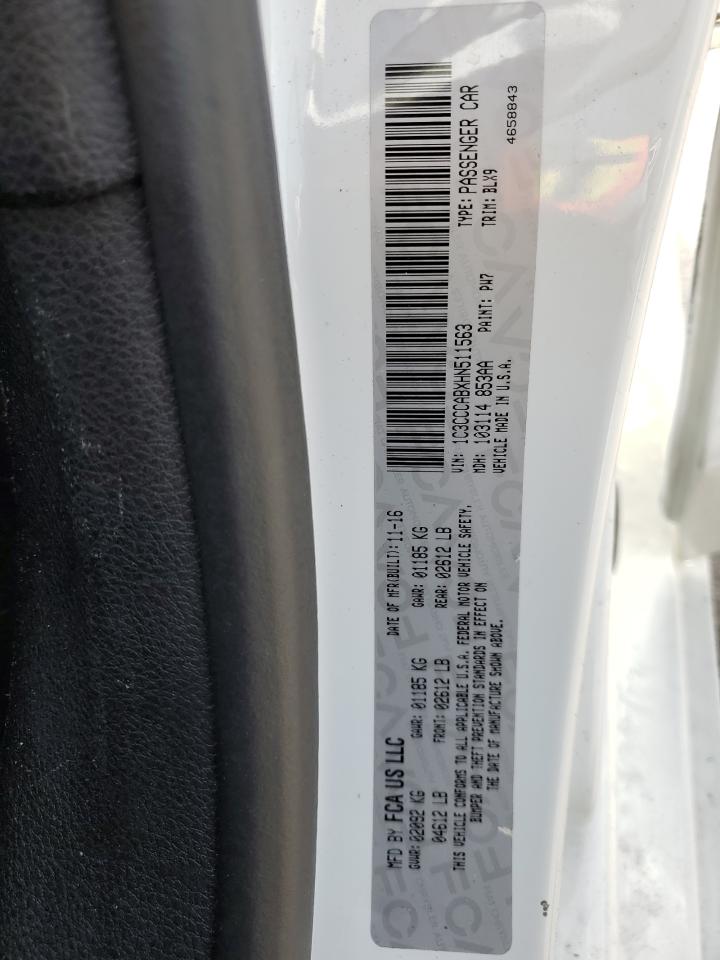 MFD BY FCA US LLC DATE OF MFR(BUILT): 11-16
GVWR: 02092 KG GAWR: 01185 KG GAWR: 01185 KG
04612 LB FRONT: 02612 LB REAR: 02612 LB
THIS VEHICLE CONFORMS TO ALL APPLICABLE U.S.A. FEDERAL MOTOR VEHICLE SAFETY,
BUMPER AND THEFT PREVENTION STANDARDS IN EFFECT ON
THE DATE OF MANUFACTURE SHOWN ABOVE.
VIN: 1C3CCCABXHN511563 TYPE: PASSENGER CAR
MDH: 103114 853AA PAINT: PW7 TRIM: BLX9
VEHICLE MADE IN U.S.A.
4658843